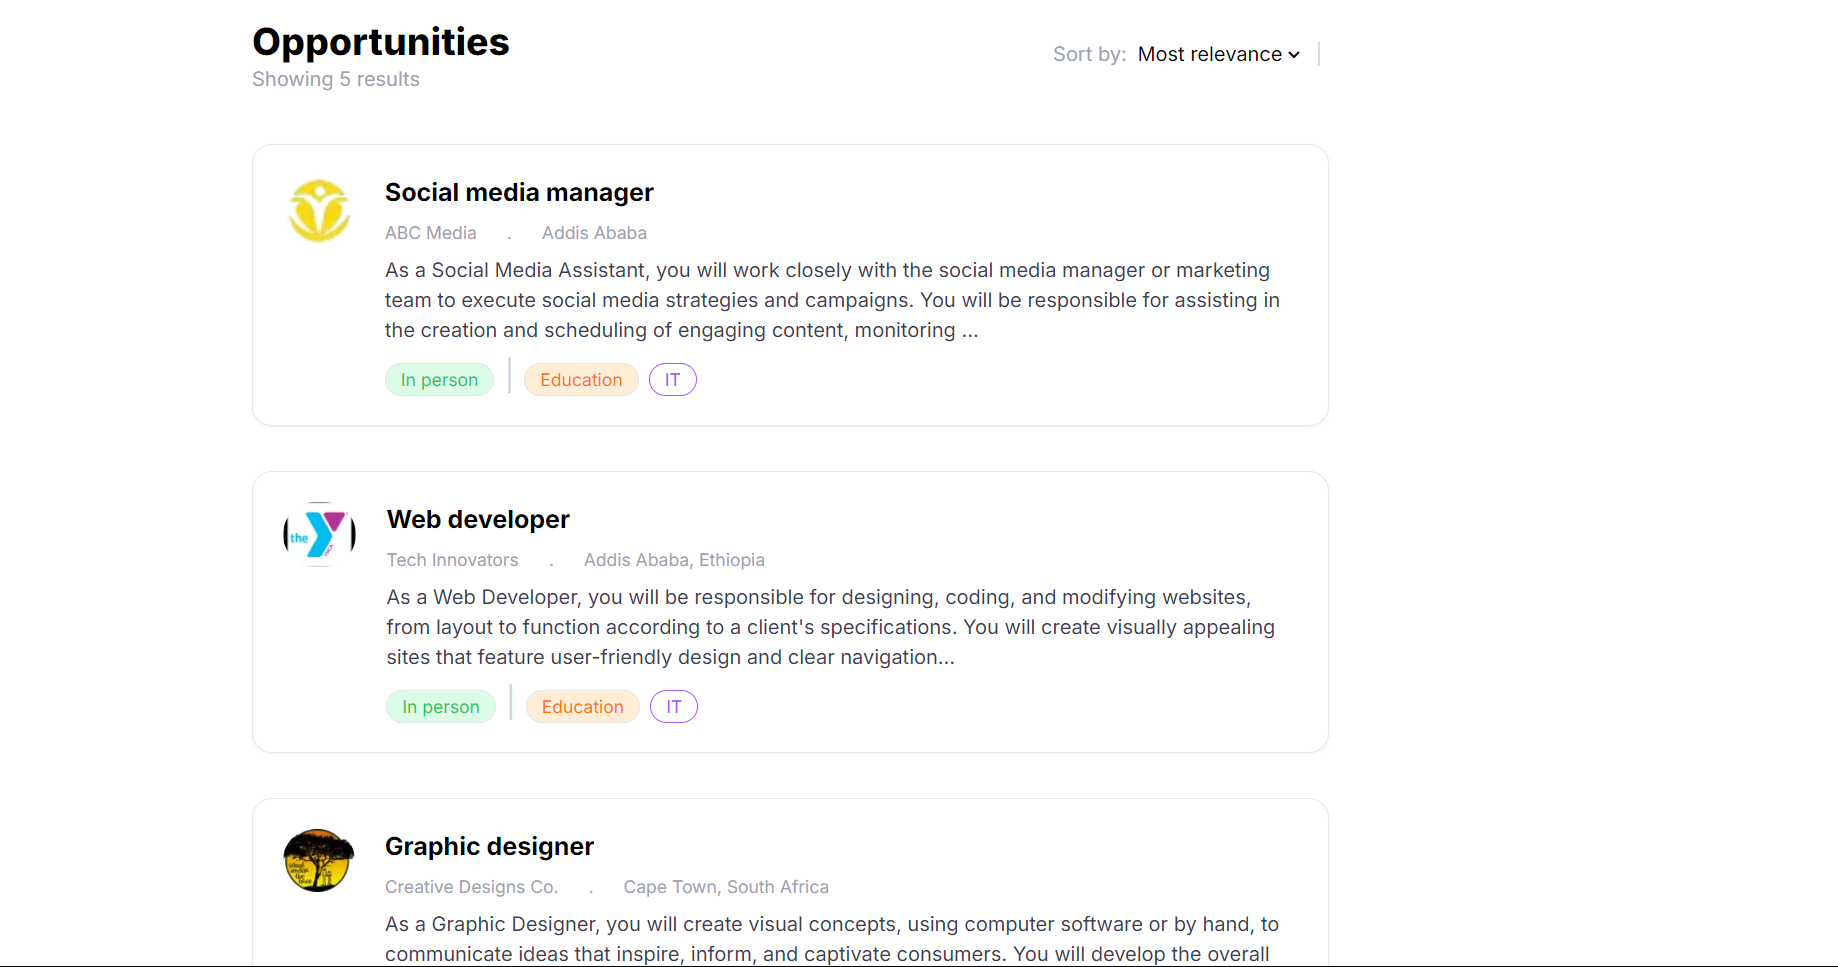 Opportunities
Showing 5 results
Sort by: Most relevance
Social media manager
ABC Media . Addis Ababa
As a Social Media Assistant, you will work closely with the social media manager or marketing
team to execute social media strategies and campaigns. You will be responsible for assisting in
the creation and scheduling of engaging content, monitoring ...
In person Education IT
the
Web developer
Tech Innovators . Addis Ababa, Ethiopia
As a Web Developer, you will be responsible for designing, coding, and modifying websites,
from layout to function according to a client's specifications. You will create visually appealing
sites that feature user-friendly design and clear navigation...
In person Education IT
Graphic designer
Creative Designs Co. . Cape Town, South Africa
As a Graphic Designer, you will create visual concepts, using computer software or by hand, to
communicate ideas that inspire, inform, and captivate consumers. You will develop the overall